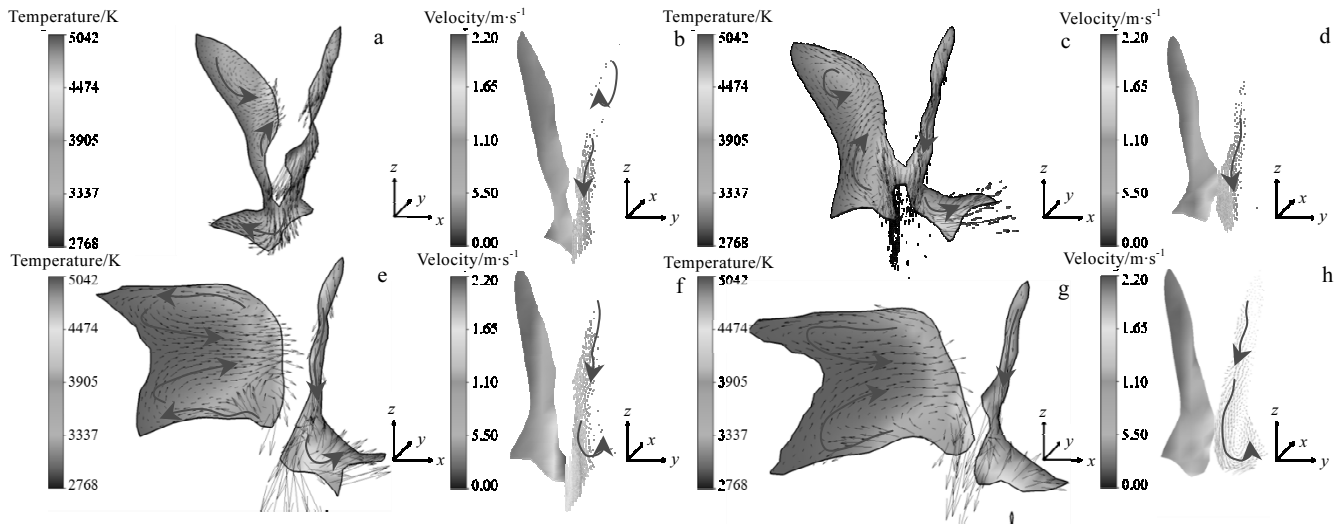 Temperature/K
5042
4474
3905
3337
2768
a
z
y
x
Velocity/m·s⁻¹
2.20
1.65
1.10
5.50
0.00
b
z
x
y
Temperature/K
5042
4474
3905
3337
2768
c
z
y
x
Velocity/m·s⁻¹
2.20
1.65
1.10
5.50
0.00
d
z
x
y
Temperature/K
5042
4474
3905
3337
2768
e
z
y
x
Velocity/m·s⁻¹
2.20
1.65
1.10
5.50
0.00
f
z
x
y
Temperature/K
5042
4474
3905
3337
2768
g
z
y
x
Velocity/m·s⁻¹
2.20
1.65
1.10
5.50
0.00
h
z
x
y